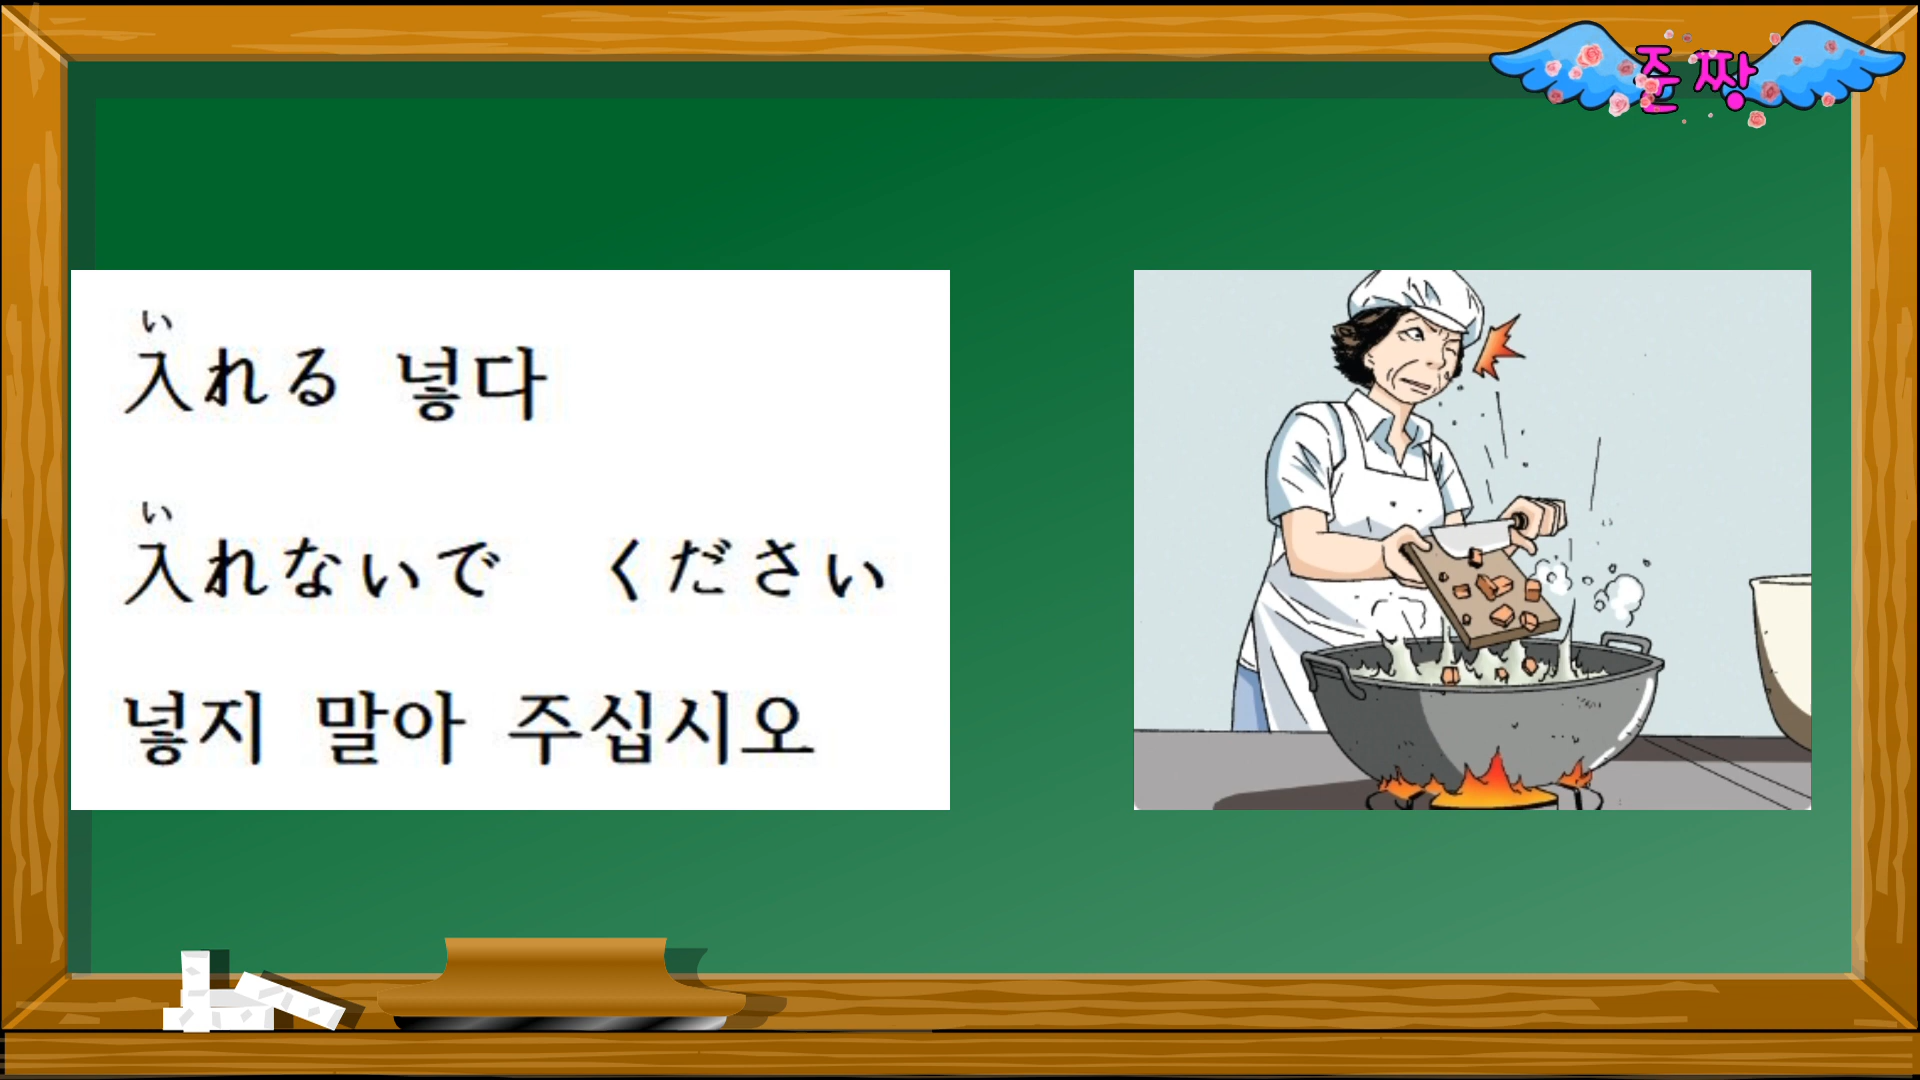 준 짱
い
入れる 넣다
い
入れないで ください
넣지 말아 주십시오